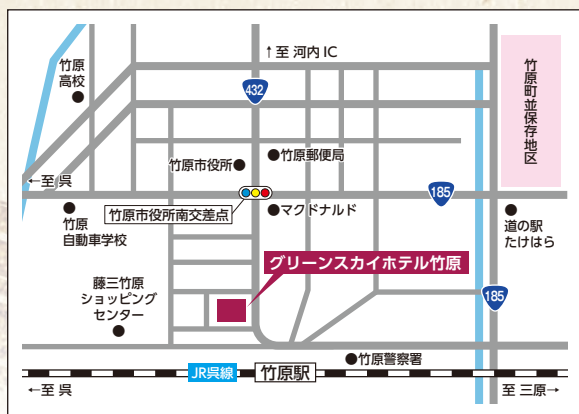 ↑至 河内 IC
竹原
高校
432
竹原町並保存地区
竹原市役所
竹原郵便局
←至 呉
185
竹原市役所南交差点
マクドナルド
竹原
自動車学校
道の駅
たけはら
グリーンスカイホテル竹原
藤三竹原
ショッピング
センター
185
竹原警察署
JR呉線
竹原駅
←至 呉
至 三原→